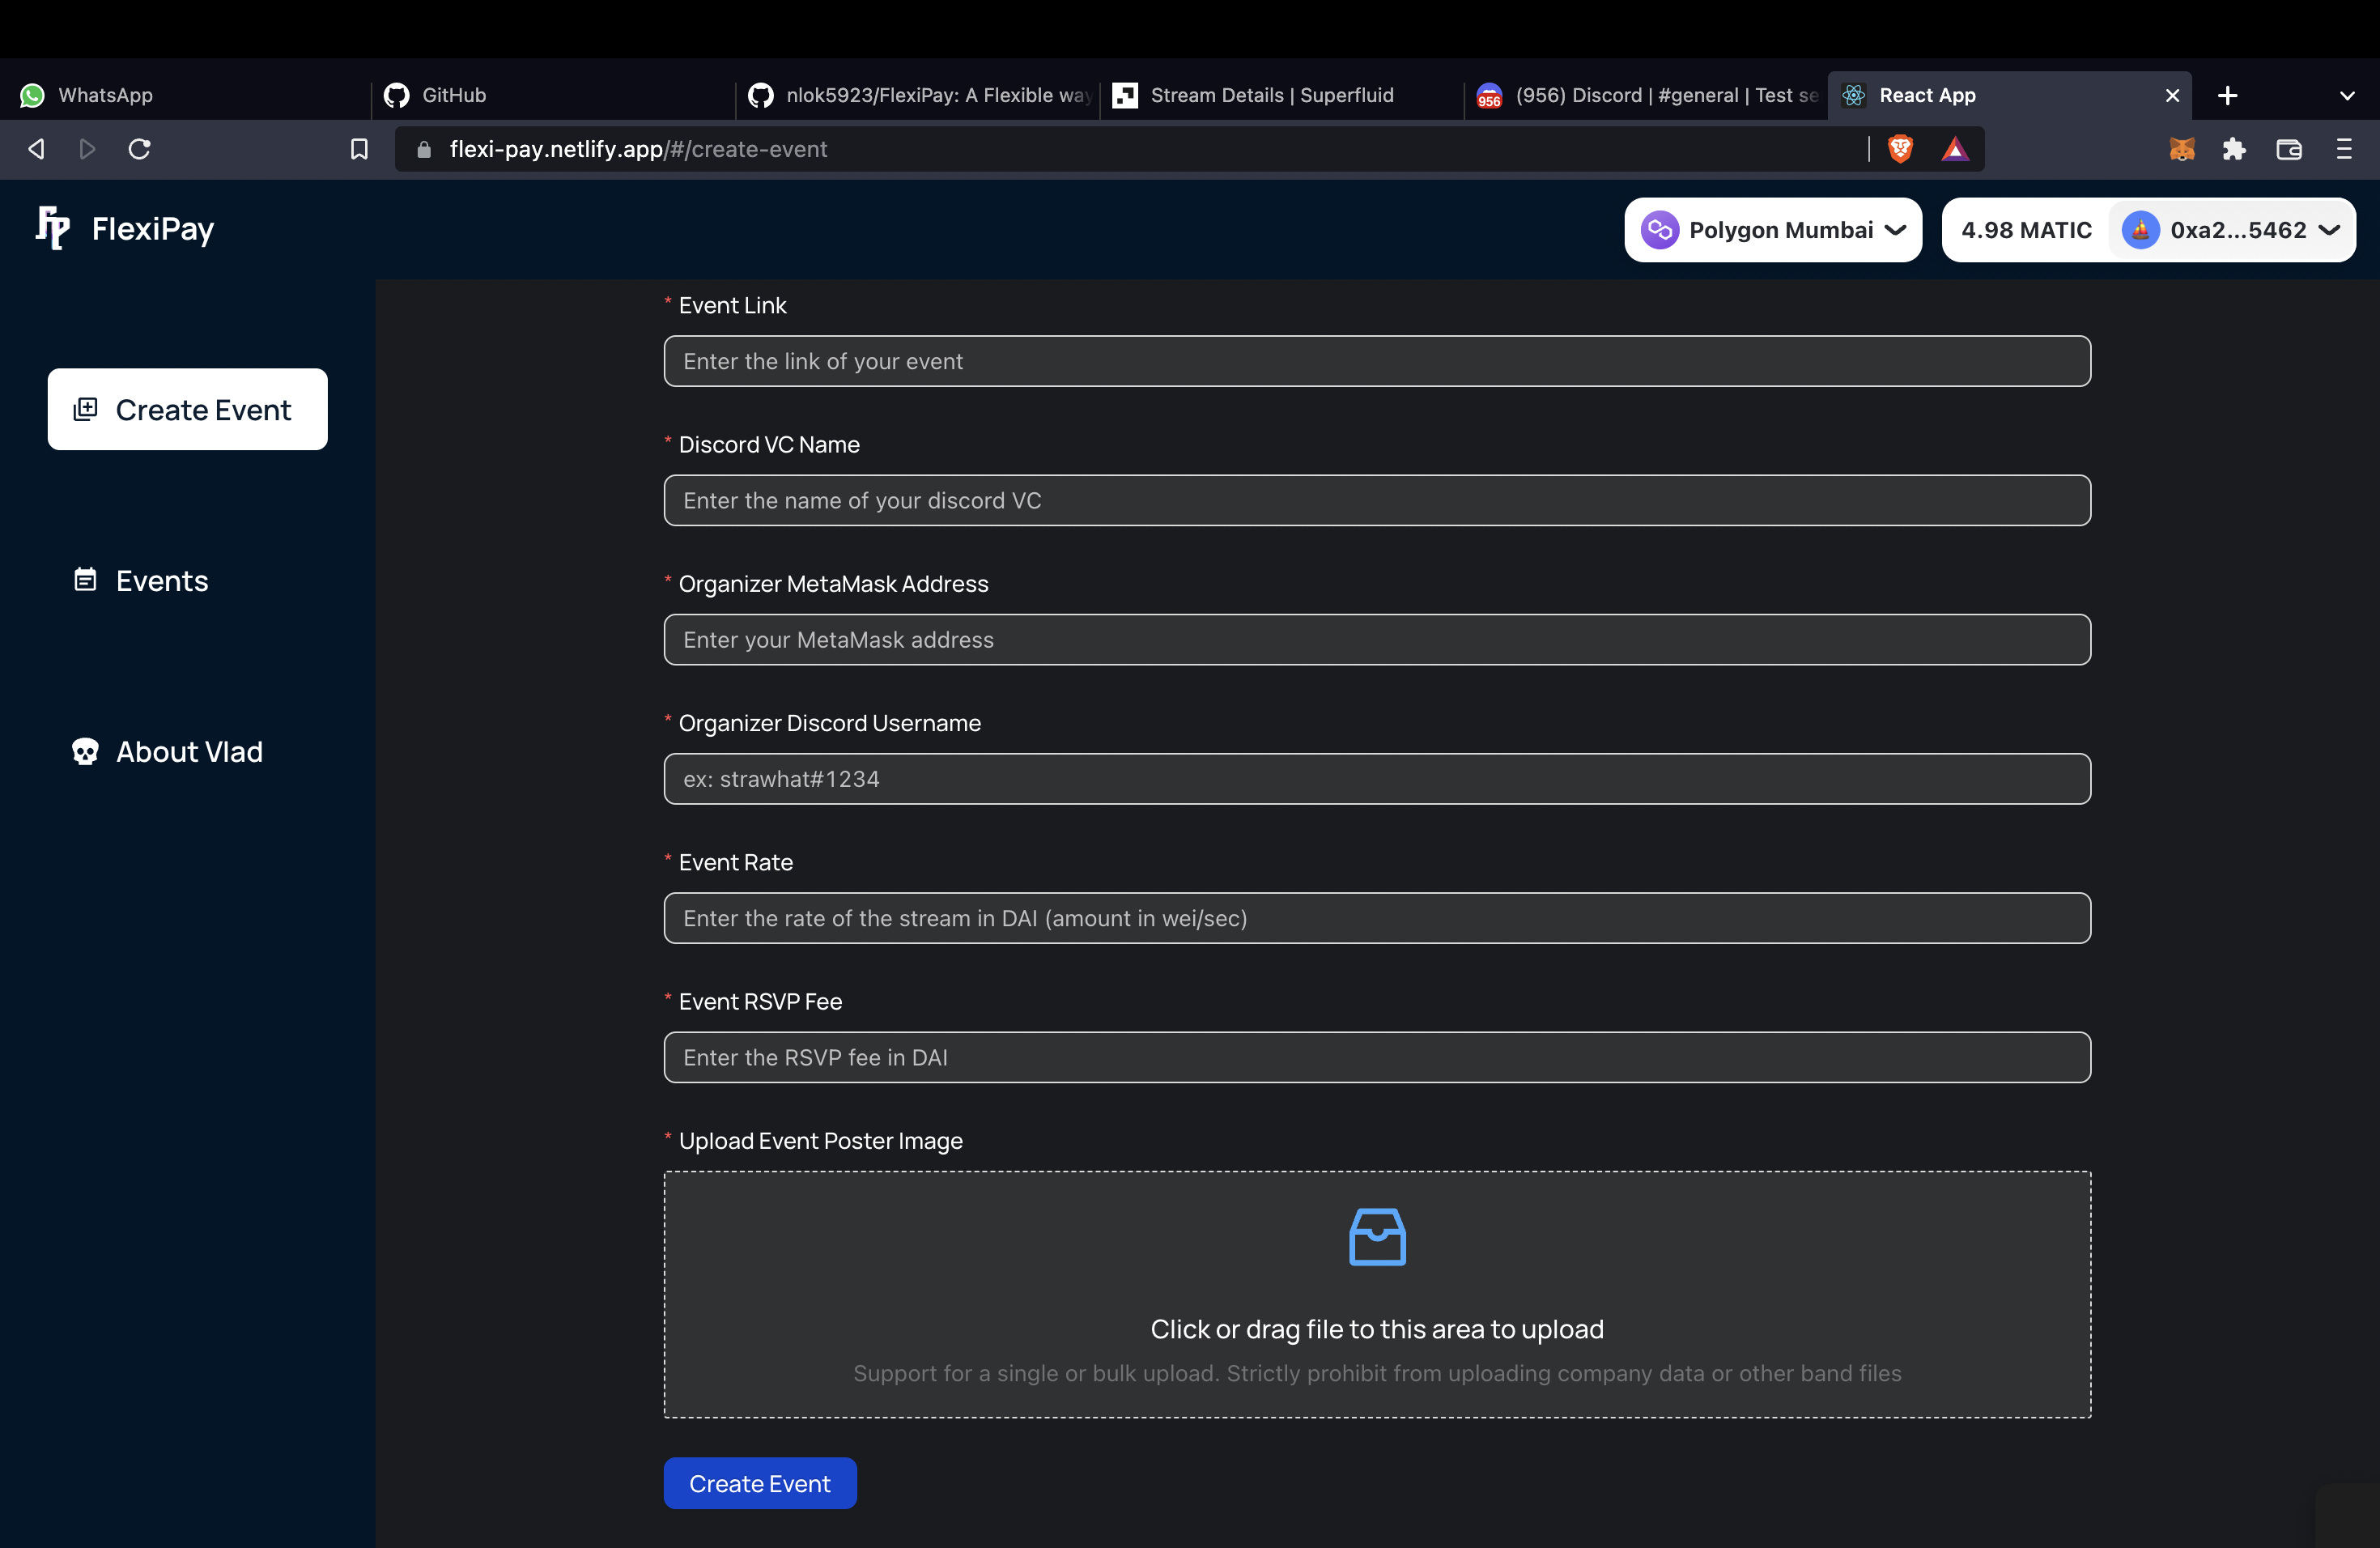 WhatsApp
GitHub
nlok5923/FlexiPay: A Flexible way
Stream Details | Superfluid
956
(956) Discord | #general | Test se
React App
flexi-pay.netlify.app/#/create-event
FP
FlexiPay
Polygon Mumbai
4.98 MATIC
0xa2...5462
Create Event
Events
About Vlad
* Event Link
Enter the link of your event
* Discord VC Name
Enter the name of your discord VC
* Organizer MetaMask Address
Enter your MetaMask address
* Organizer Discord Username
ex: strawhat#1234
* Event Rate
Enter the rate of the stream in DAI (amount in wei/sec)
* Event RSVP Fee
Enter the RSVP fee in DAI
* Upload Event Poster Image
Click or drag file to this area to upload
Support for a single or bulk upload. Strictly prohibit from uploading company data or other band files
Create Event